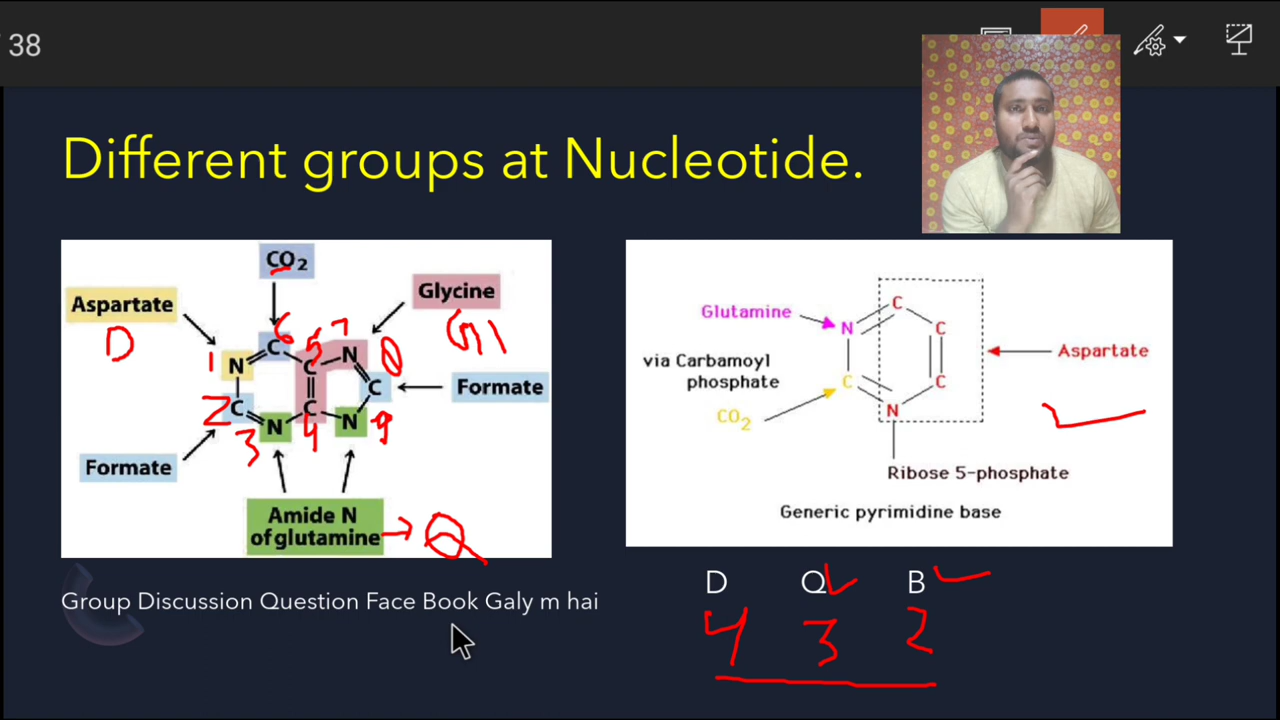 38
Different groups at Nucleotide.
CO2
Aspartate
Glycine
D
Gl
6
5
7
1
N
C
C
N
8
C
Formate
2
C
N
C
N
9
3
4
Formate
Amide N
of glutamine
Q
Glutamine
C
N
C
via Carbamoyl
phosphate
Aspartate
C
C
CO2
N
Ribose 5-phosphate
Generic pyrimidine base
D Q B
4 3 2
Group Discussion Question Face Book Galy m hai